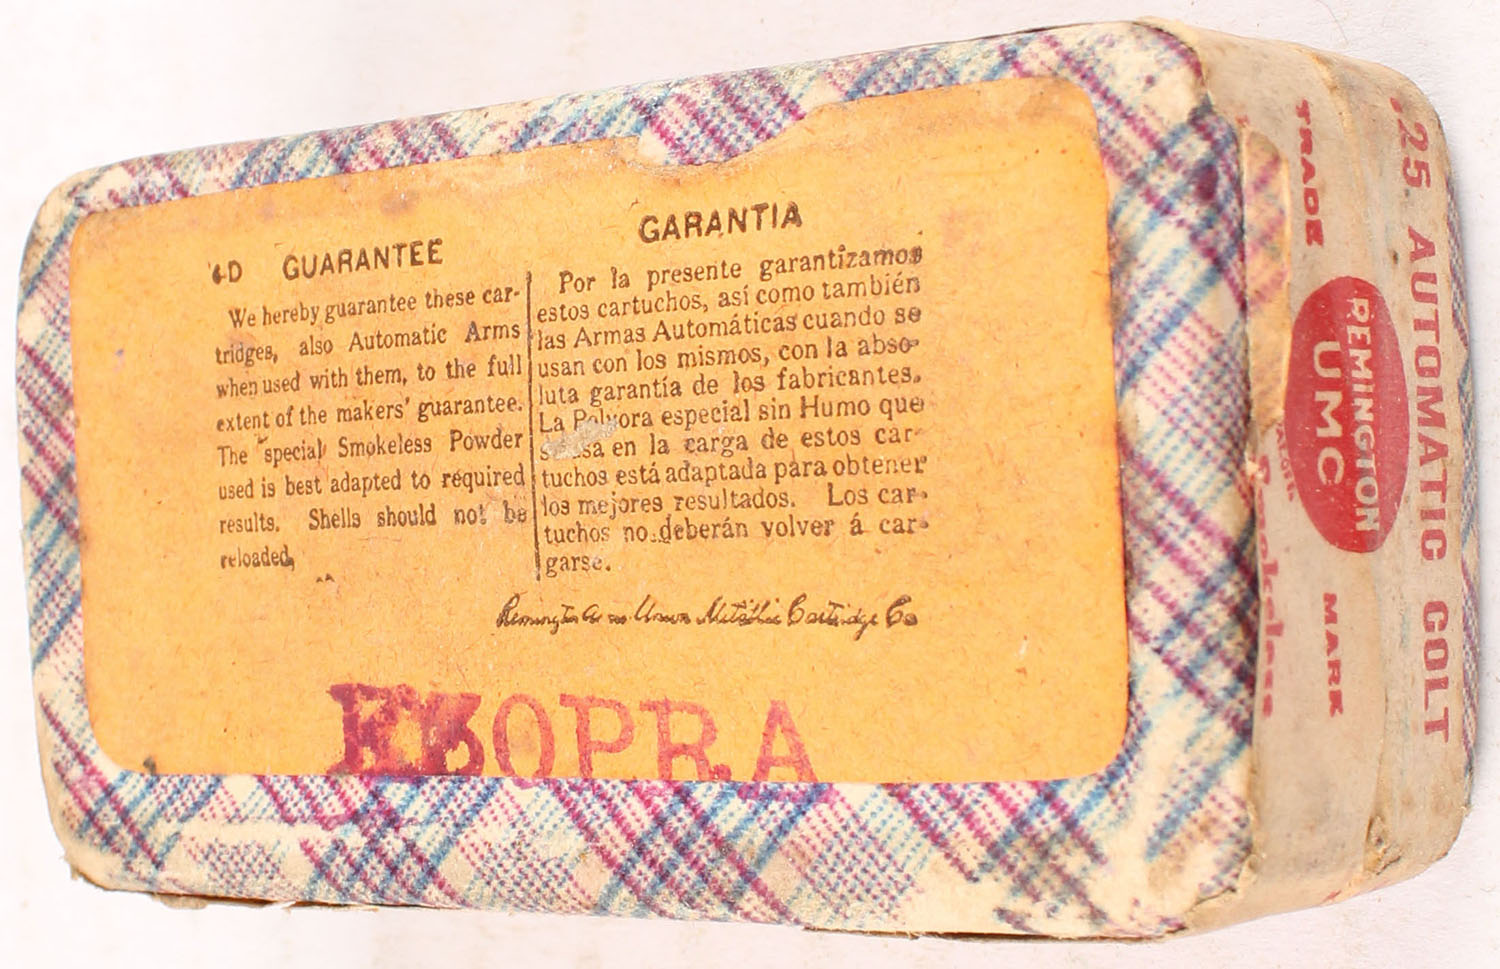 GUARANTEE
We hereby guarantee these car-
tridges, also Automatic Arms
when used with them, to the full
extent of the makers' guarantee.
The special Smokeless Powder
used is best adapted to required
results. Shells should not be
reloaded,
GARANTIA
Por la presente garantizamos
estos cartuchos, así como también
las Armas Automáticas cuando se
usan con los mismos, con la abso-
luta garantía de los fabricantes.
La Polvora especial sin Humo que
en la carga de estos car-
tuchos está adaptada para obtener
los mejores resultados. Los car-
tuchos no deberán volver á car-
garse.
Remington Arms Union Metallic Cartridge Co
OPRA
.25 AUTOMATIC COLT
TRADE
REMINGTON
UMC
MARK
Smokeless